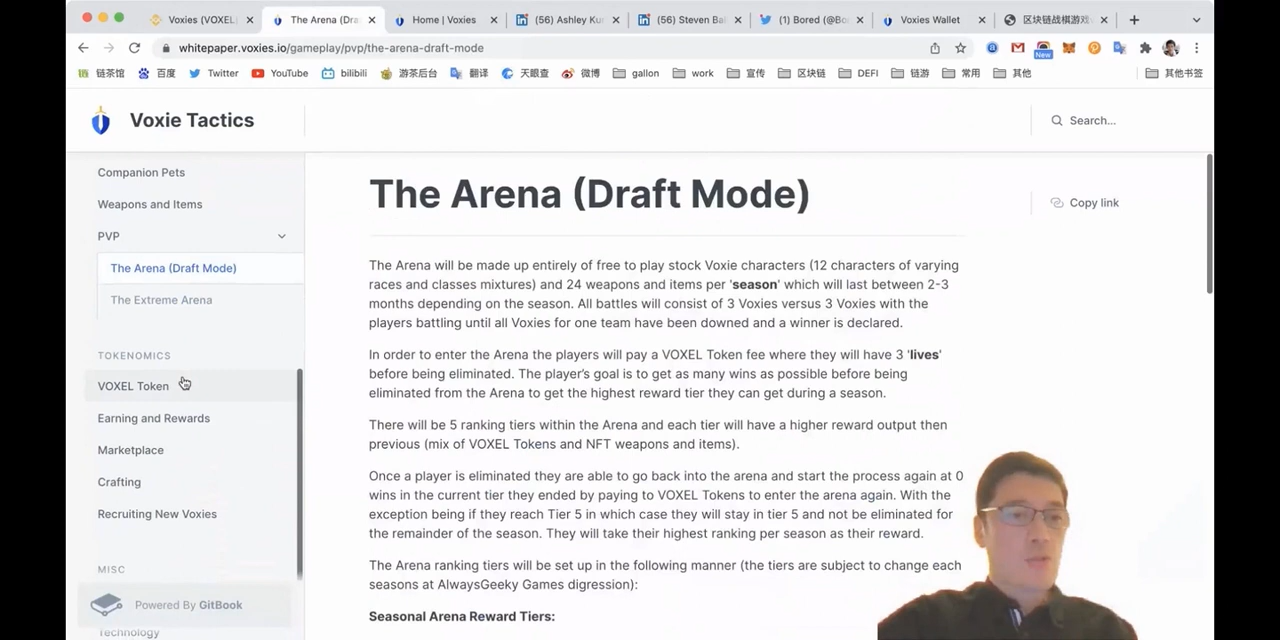 Voxies (VOXEL)
The Arena (Dra
Home | Voxies
(56) Ashley Ku
(56) Steven Ba
(1) Bored (@Bo
Voxies Wallet
区块链战棋游戏
whitepaper.voxies.io/gameplay/pvp/the-arena-draft-mode
New
链茶馆
百度
Twitter
YouTube
bilibili
游茶后台
翻译
天眼查
微博
gallon
work
宣传
区块链
DEFI
链游
常用
其他
其他书签
Voxie Tactics
Search...
Companion Pets
Weapons and Items
PVP
The Arena (Draft Mode)
The Extreme Arena
TOKENOMICS
VOXEL Token
Earning and Rewards
Marketplace
Crafting
Recruiting New Voxies
MISC
Powered By GitBook
Technology
The Arena (Draft Mode)
Copy link
The Arena will be made up entirely of free to play stock Voxie characters (12 characters of varying
races and classes mixtures) and 24 weapons and items per 'season' which will last between 2-3
months depending on the season. All battles will consist of 3 Voxies versus 3 Voxies with the
players battling until all Voxies for one team have been downed and a winner is declared.
In order to enter the Arena the players will pay a VOXEL Token fee where they will have 3 'lives'
before being eliminated. The player's goal is to get as many wins as possible before being
eliminated from the Arena to get the highest reward tier they can get during a season.
There will be 5 ranking tiers within the Arena and each tier will have a higher reward output then
previous (mix of VOXEL Tokens and NFT weapons and items).
Once a player is eliminated they are able to go back into the arena and start the process again at 0
wins in the current tier they ended by paying to VOXEL Tokens to enter the arena again. With the
exception being if they reach Tier 5 in which case they will stay in tier 5 and not be eliminated for
the remainder of the season. They will take their highest ranking per season as their reward.
The Arena ranking tiers will be set up in the following manner (the tiers are subject to change each
seasons at AlwaysGeeky Games digression):
Seasonal Arena Reward Tiers: